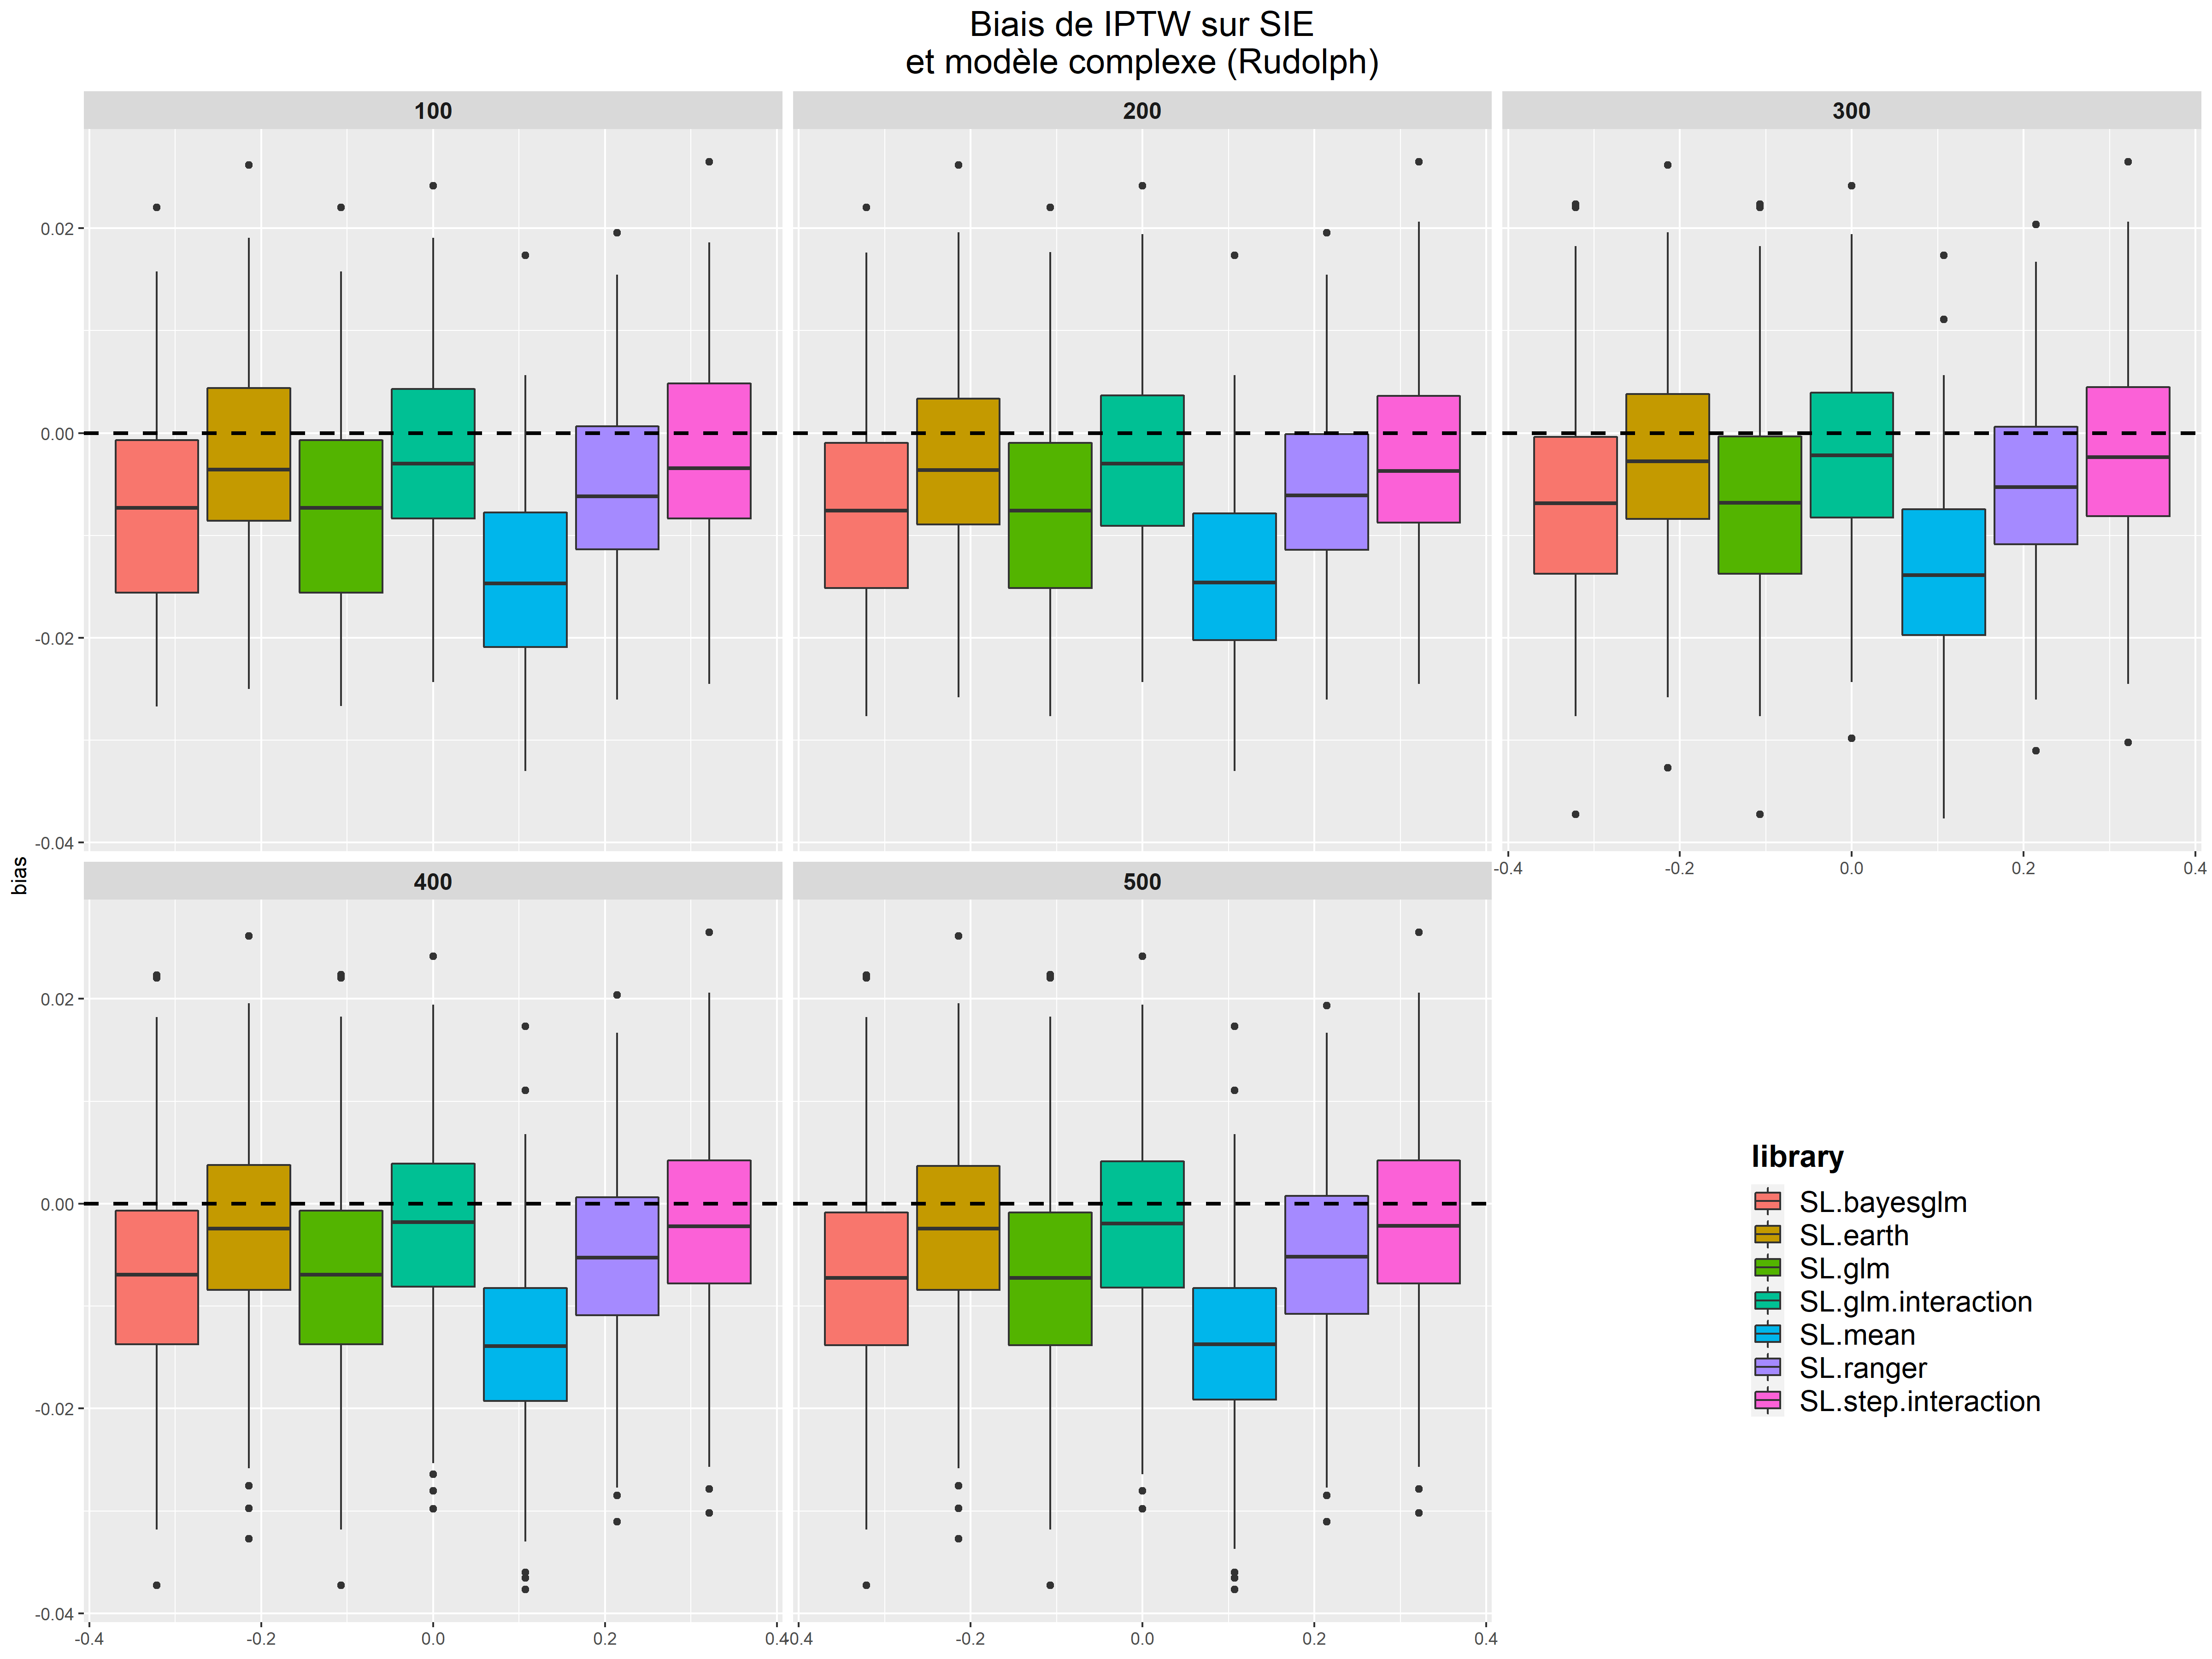 Biais de IPTW sur SIE
et modèle complexe (Rudolph)
100
200
300
0.02
0.00
-0.02
-0.04
-0.4
-0.2
0.0
0.2
0.4
bias
400
500
0.02
0.00
-0.02
-0.04
-0.4
-0.2
0.0
0.2
0.4
-0.2
0.0
0.2
0.4
library
SL.bayesglm
SL.earth
SL.glm
SL.glm.interaction
SL.mean
SL.ranger
SL.step.interaction